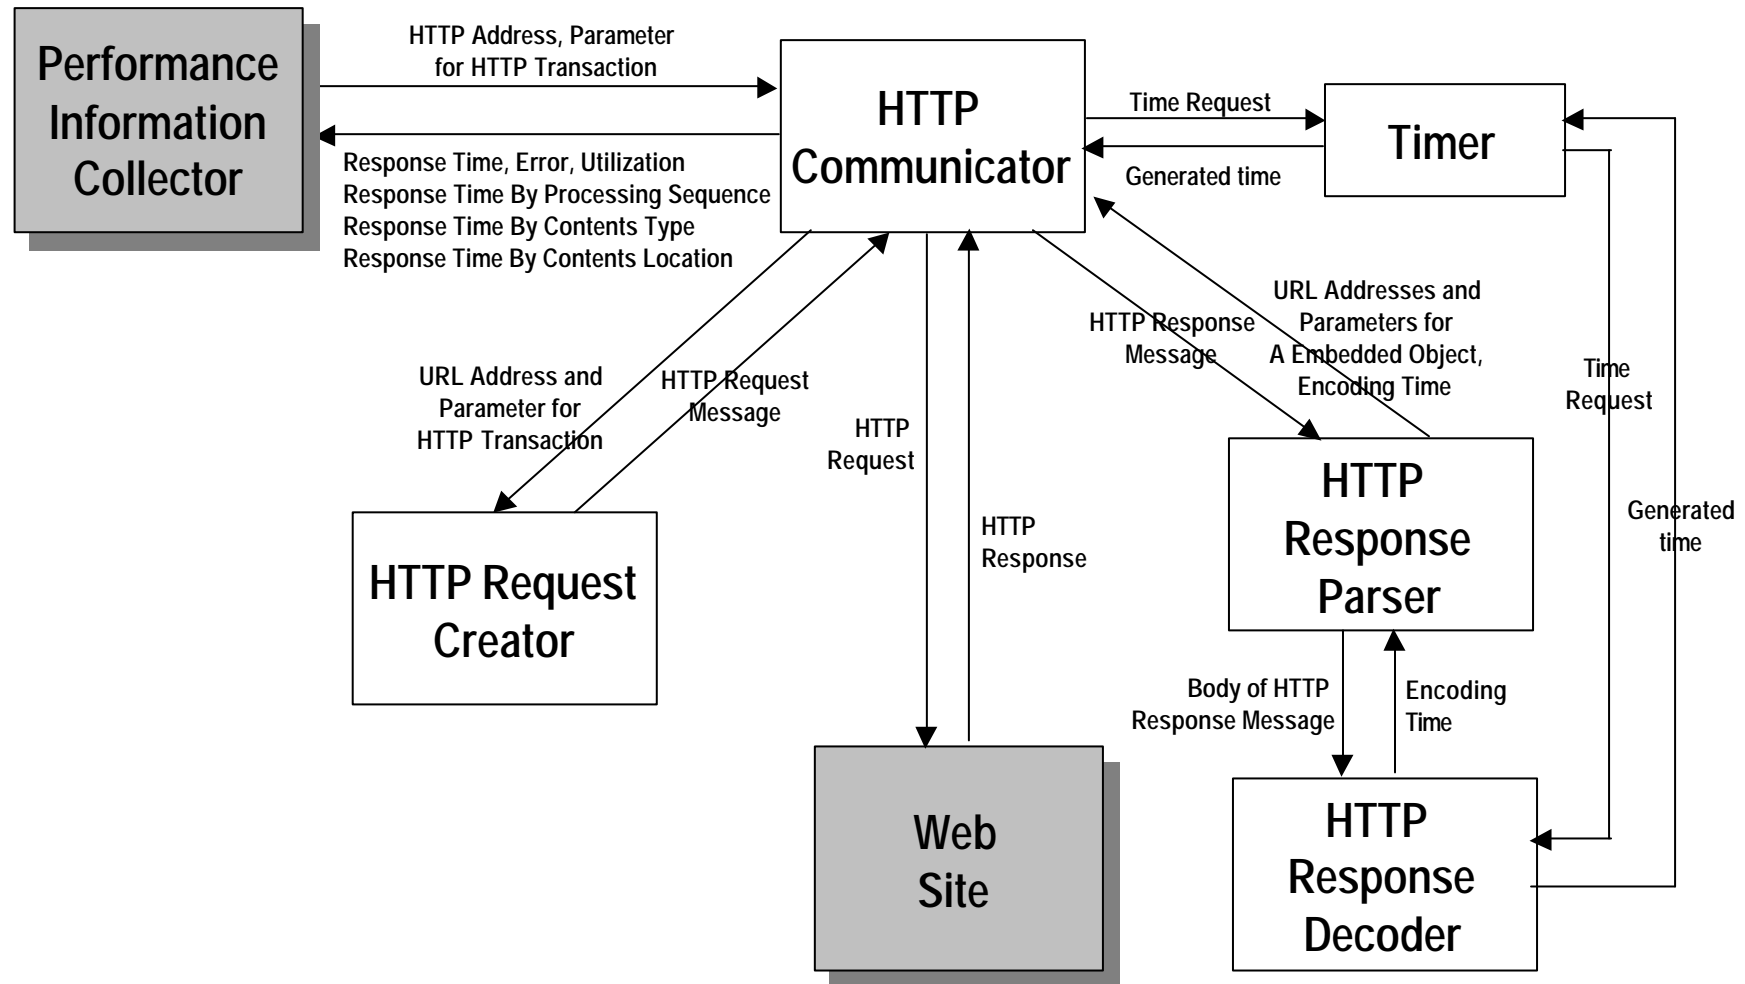 Performance
Information
Collector
HTTP Address, Parameter
for HTTP Transaction
Response Time, Error, Utilization
Response Time By Processing Sequence
Response Time By Contents Type
Response Time By Contents Location
HTTP
Communicator
Time Request
Generated time
Timer
URL Address and
Parameter for
HTTP Transaction
HTTP Request
Message
HTTP
Request
HTTP
Response
HTTP Response
Message
URL Addresses and
Parameters for
A Embedded Object,
Encoding Time
Time
Request
Generated
time
HTTP Request
Creator
HTTP
Response
Parser
Body of HTTP
Response Message
Encoding
Time
Web
Site
HTTP
Response
Decoder